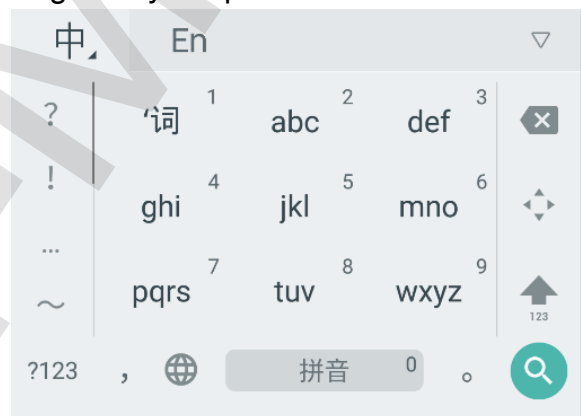 中 En
? '词 1 abc 2 def 3
! ghi 4 jkl 5 mno 6
...
~ pqrs 7 tuv 8 wxyz 9
123
?123 , 拼音 0 。